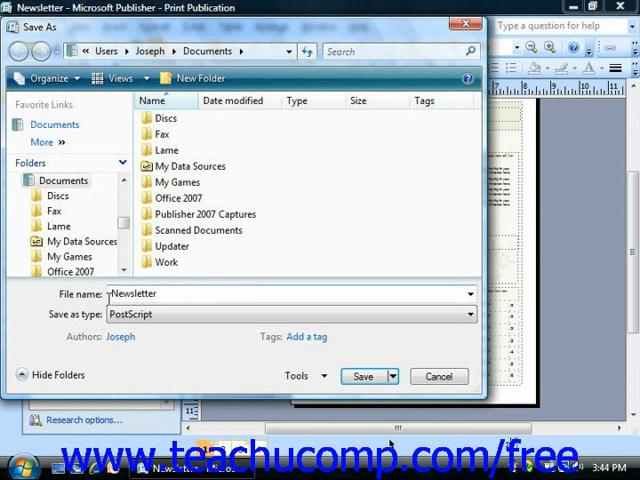 Newsletter - Microsoft Publisher - Print Publication
Save As
Type a question for help
Users Joseph Documents
Search
Organize Views New Folder
Favorite Links
Documents
More »
Folders
Documents
Discs
Fax
Lame
My Data Sources
My Games
Office 2007
Name Date modified Type Size Tags
Discs
Fax
Lame
My Data Sources
My Games
Office 2007
Publisher 2007 Captures
Scanned Documents
Updater
Work
File name: Newsletter
Save as type: PostScript
Authors: Joseph Tags: Add a tag
Hide Folders
Tools Save Cancel
Research options...
www.teachucomp.com/free
3:44 PM